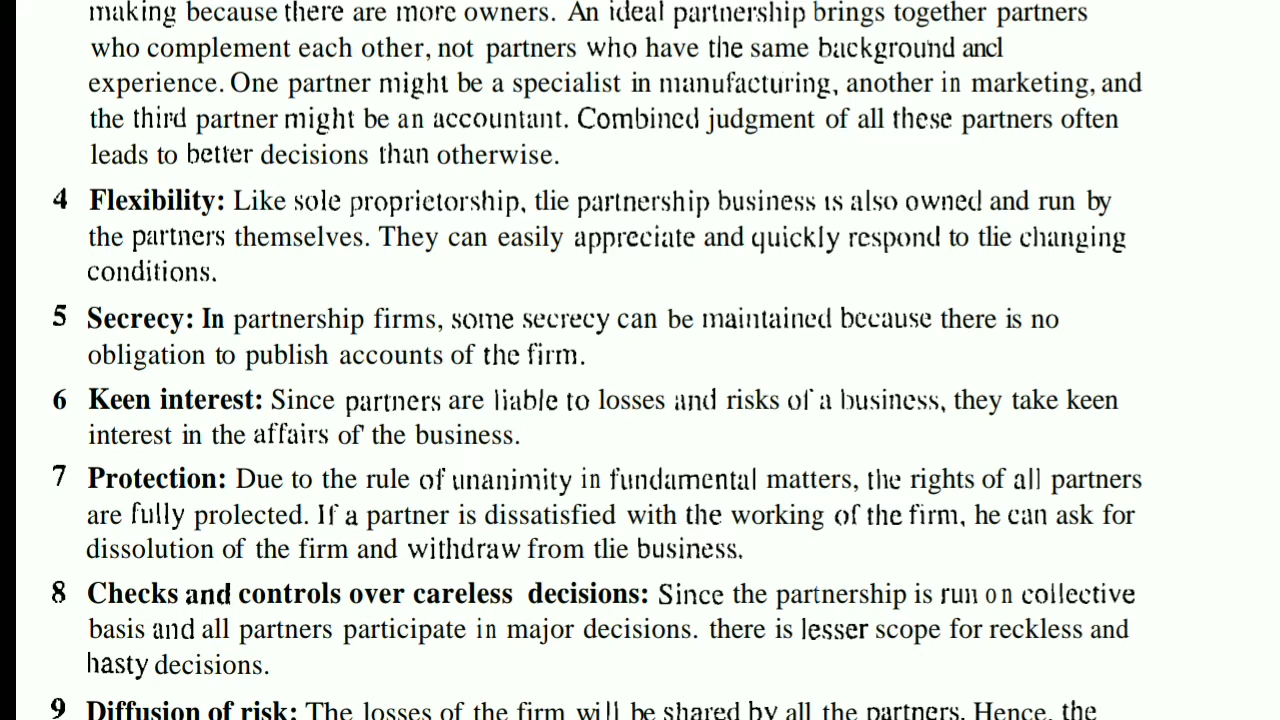 making because there are more owners. An ideal partnership brings together partners
who complement each other, not partners who have the same background ancl
experience. One partner might be a specialist in manufacturing, another in marketing, and
the third partner might be an accountant. Combined judgment of all these partners often
leads to better decisions than otherwise.
4 Flexibility: Like sole proprietorship, tlie partnership business is also owned and run by
the partners themselves. They can easily appreciate and quickly respond to tlie changing
conditions.
5 Secrecy: In partnership firms, some secrecy can be maintained because there is no
obligation to publish accounts of the firm.
6 Keen interest: Since partners are liable to losses and risks of a business, they take keen
interest in the affairs of the business.
7 Protection: Due to the rule of unanimity in fundamental matters, the rights of all partners
are fully prolected. If a partner is dissatisfied with the working of the firm, he can ask for
dissolution of the firm and withdraw from tlie business.
8 Checks and controls over careless decisions: Since the partnership is run on collective
basis and all partners participate in major decisions. there is lesser scope for reckless and
hasty decisions.
9 Diffusion of risk: The losses of the firm will be shared by all the partners. Hence, the